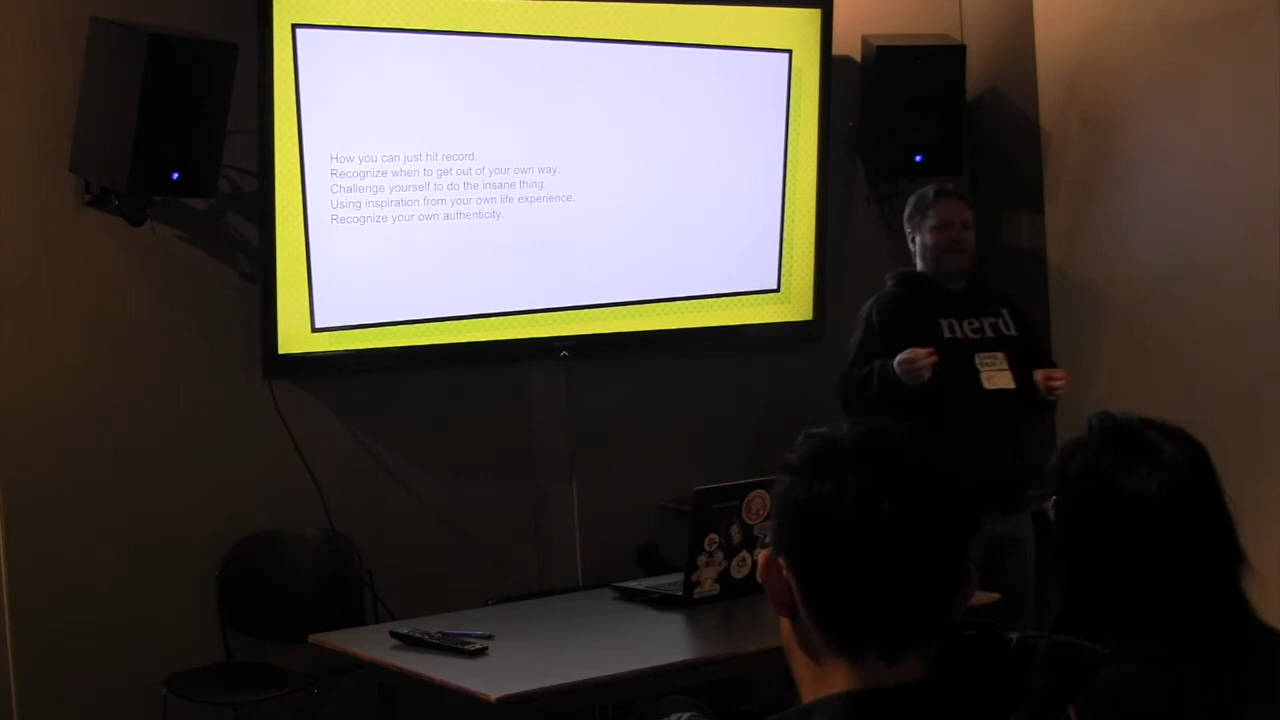 How you can just hit record.
Recognize when to get out of your own way.
Challenge yourself to do the insane thing.
Using inspiration from your own life experience.
Recognize your own authenticity.
nerd